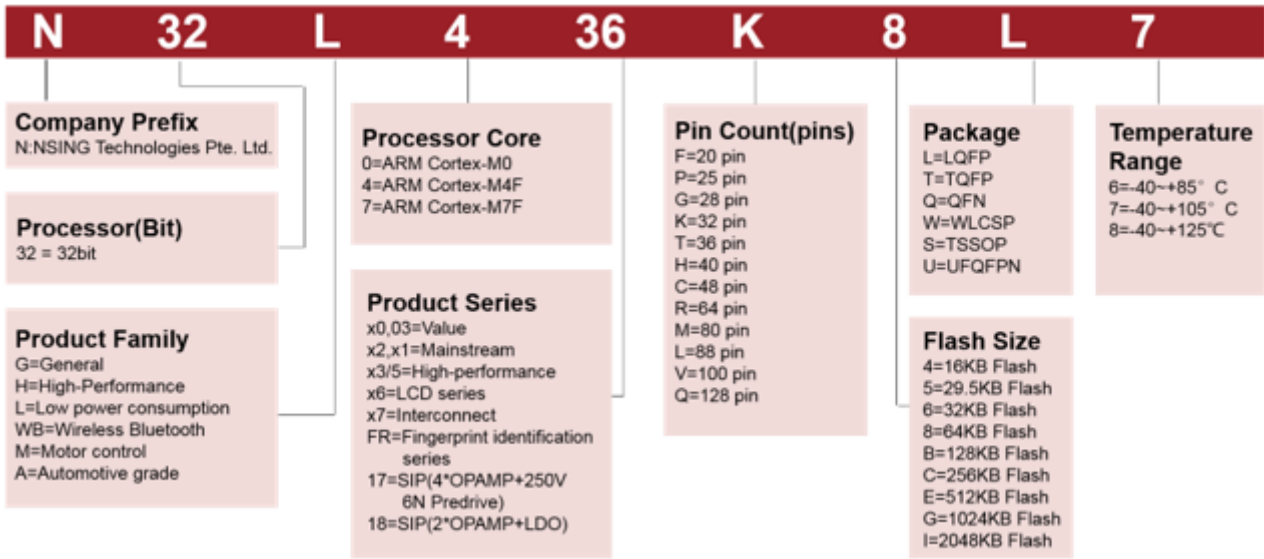 N 32 L 4 36 K 8 L 7
Company Prefix
N:NSING Technologies Pte. Ltd.
Processor(Bit)
32 = 32bit
Product Family
G=General
H=High-Performance
L=Low power consumption
WB=Wireless Bluetooth
M=Motor control
A=Automotive grade
Processor Core
0=ARM Cortex-M0
4=ARM Cortex-M4F
7=ARM Cortex-M7F
Product Series
x0,03=Value
x2,x1=Mainstream
x3/5=High-performance
x6=LCD series
x7=Interconnect
FR=Fingerprint identification
series
17=SIP(4*OPAMP+250V
6N Predrive)
18=SIP(2*OPAMP+LDO)
Pin Count(pins)
F=20 pin
P=25 pin
G=28 pin
K=32 pin
T=36 pin
H=40 pin
C=48 pin
R=64 pin
M=80 pin
L=88 pin
V=100 pin
Q=128 pin
Package
L=LQFP
T=TQFP
Q=QFN
W=WLCSP
S=TSSOP
U=UFQFPN
Flash Size
4=16KB Flash
5=29.5KB Flash
6=32KB Flash
8=64KB Flash
B=128KB Flash
C=256KB Flash
E=512KB Flash
G=1024KB Flash
I=2048KB Flash
Temperature
Range
6=-40~+85° C
7=-40~+105° C
8=-40~+125℃